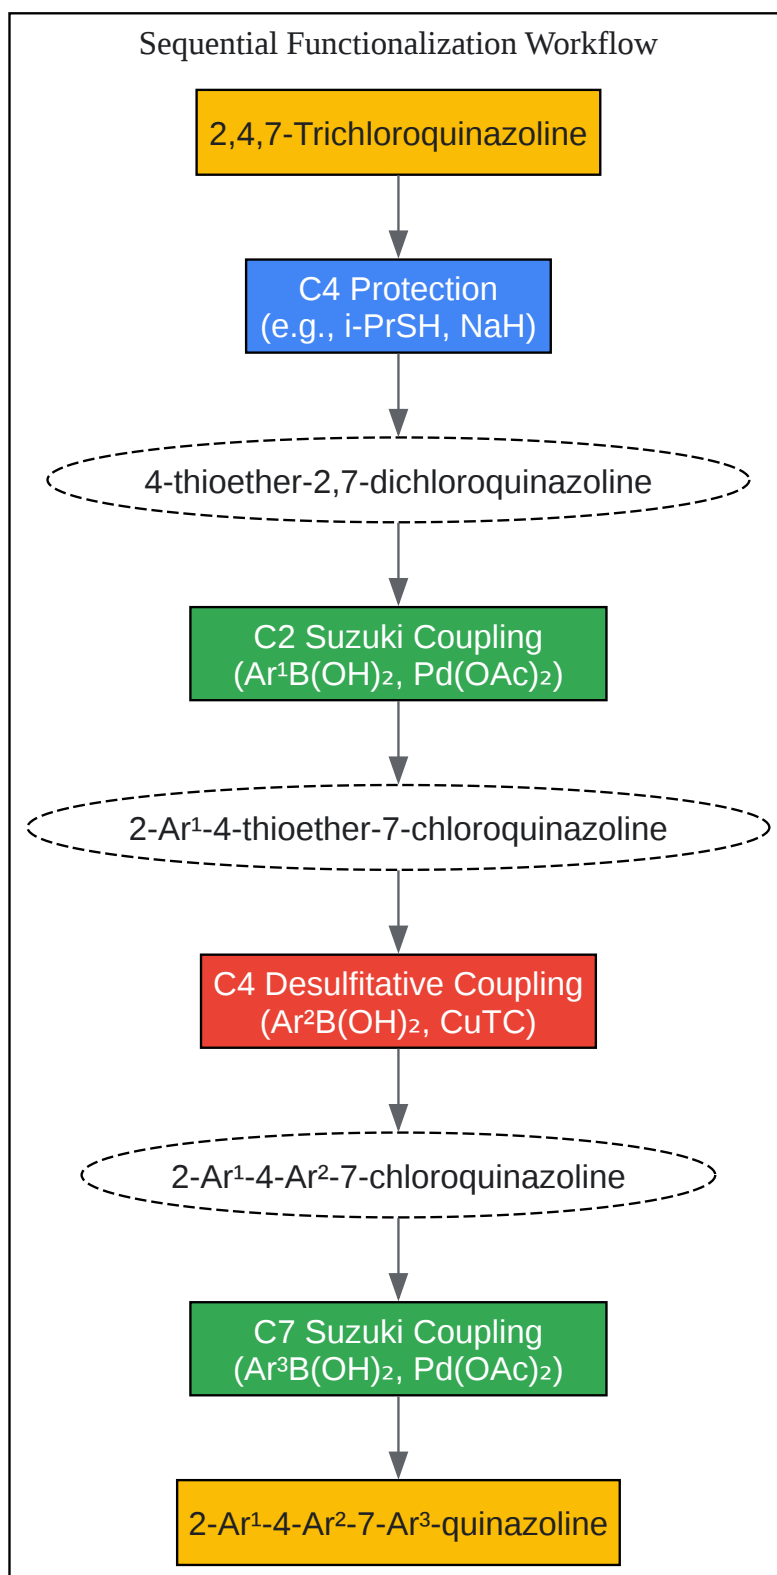 Sequential Functionalization Workflow
2,4,7-Trichloroquinazoline
C4 Protection
(e.g., i-PrSH, NaH)
4-thioether-2,7-dichloroquinazoline
C2 Suzuki Coupling
(Ar¹B(OH)₂, Pd(OAc)₂)
2-Ar¹-4-thioether-7-chloroquinazoline
C4 Desulfitative Coupling
(Ar²B(OH)₂, CuTC)
2-Ar¹-4-Ar²-7-chloroquinazoline
C7 Suzuki Coupling
(Ar³B(OH)₂, Pd(OAc)₂)
2-Ar¹-4-Ar²-7-Ar³-quinazoline